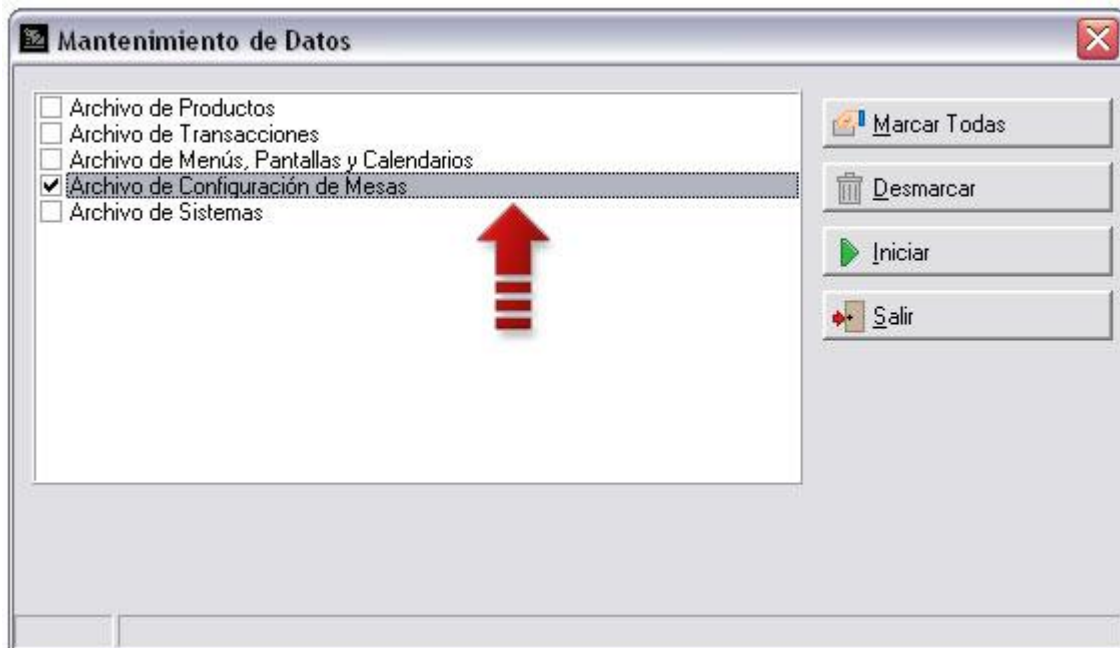 Mantenimiento de Datos
Archivo de Productos
Archivo de Transacciones
Archivo de Menús, Pantallas y Calendarios
Archivo de Configuración de Mesas
Archivo de Sistemas
Marcar Todas
Desmarcar
Iniciar
Salir